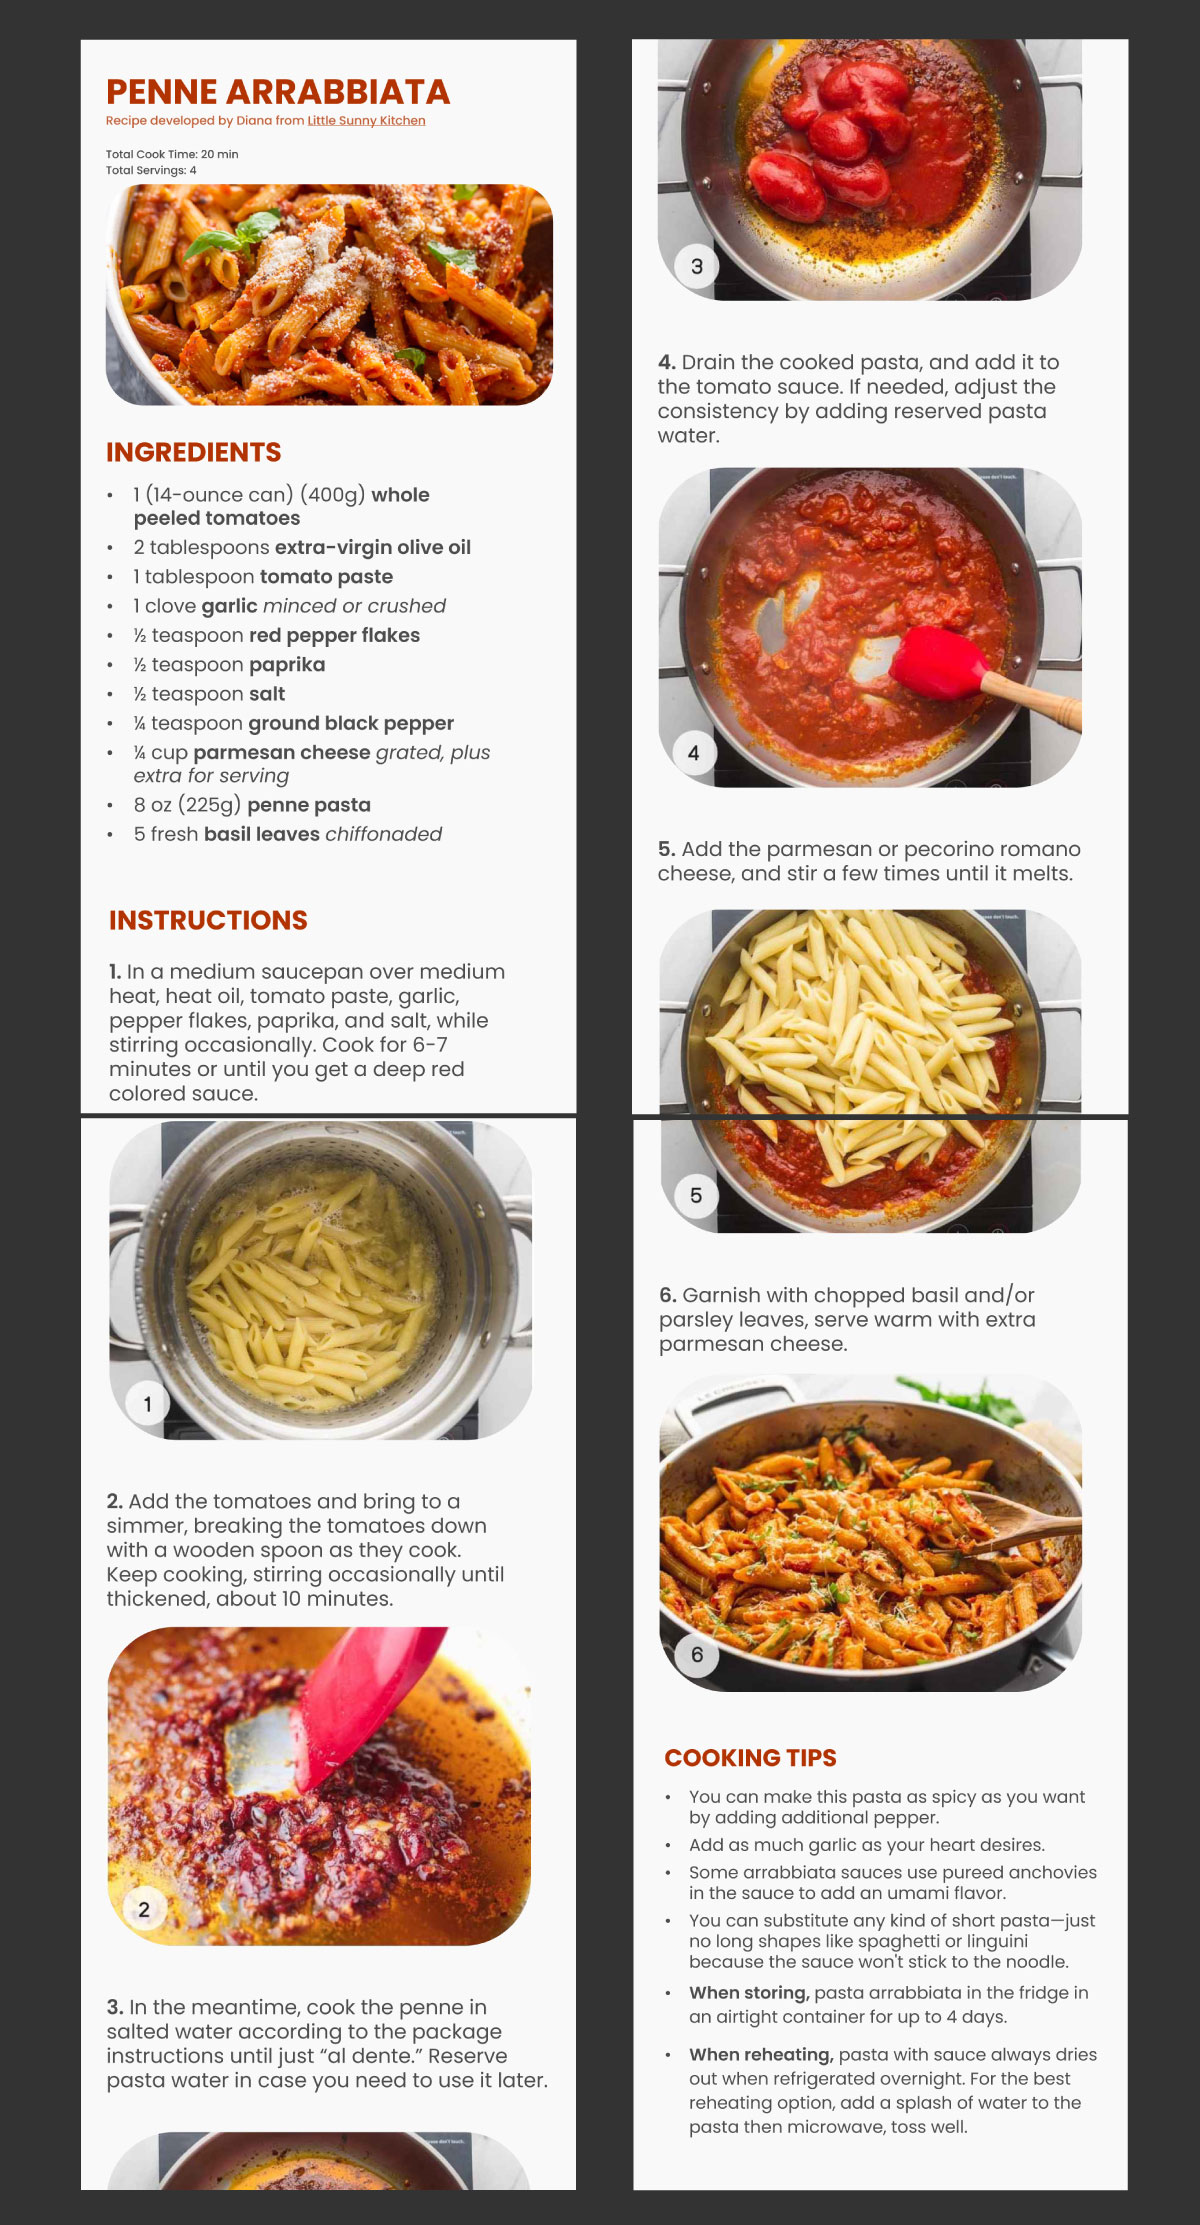 PENNE ARRABBIATA
Recipe developed by Diana from Little Sunny Kitchen
Total Cook Time: 20 min
Total Servings: 4
INGREDIENTS
• 1 (14-ounce can) (400g) whole
peeled tomatoes
• 2 tablespoons extra-virgin olive oil
• 1 tablespoon tomato paste
• 1 clove garlic minced or crushed
• ½ teaspoon red pepper flakes
• ½ teaspoon paprika
• ½ teaspoon salt
• ¼ teaspoon ground black pepper
• ¼ cup parmesan cheese grated, plus
extra for serving
• 8 oz (225g) penne pasta
• 5 fresh basil leaves chiffonaded
INSTRUCTIONS
1. In a medium saucepan over medium
heat, heat oil, tomato paste, garlic,
pepper flakes, paprika, and salt, while
stirring occasionally. Cook for 6-7
minutes or until you get a deep red
colored sauce.
1
2. Add the tomatoes and bring to a
simmer, breaking the tomatoes down
with a wooden spoon as they cook.
Keep cooking, stirring occasionally until
thickened, about 10 minutes.
2
3. In the meantime, cook the penne in
salted water according to the package
instructions until just “al dente.” Reserve
pasta water in case you need to use it later.
3
4. Drain the cooked pasta, and add it to
the tomato sauce. If needed, adjust the
consistency by adding reserved pasta
water.
4
5. Add the parmesan or pecorino romano
cheese, and stir a few times until it melts.
5
6. Garnish with chopped basil and/or
parsley leaves, serve warm with extra
parmesan cheese.
LE CREUSET
6
COOKING TIPS
• You can make this pasta as spicy as you want
by adding additional pepper.
• Add as much garlic as your heart desires.
• Some arrabbiata sauces use pureed anchovies
in the sauce to add an umami flavor.
• You can substitute any kind of short pasta—just
no long shapes like spaghetti or linguini
because the sauce won't stick to the noodle.
• When storing, pasta arrabbiata in the fridge in
an airtight container for up to 4 days.
• When reheating, pasta with sauce always dries
out when refrigerated overnight. For the best
reheating option, add a splash of water to the
pasta then microwave, toss well.